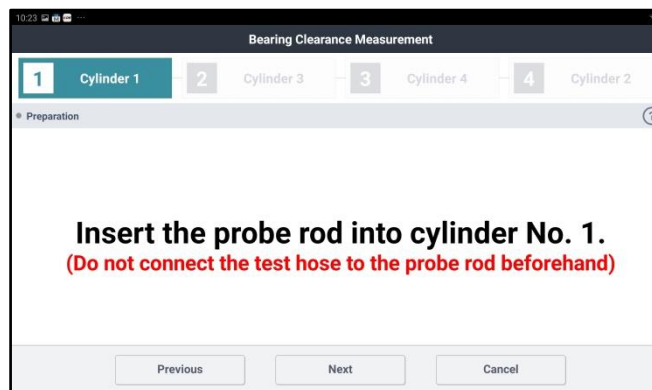 10:23
Bearing Clearance Measurement
1 Cylinder 1 2 Cylinder 3 3 Cylinder 4 4 Cylinder 2
Preparation ?
Insert the probe rod into cylinder No. 1.
(Do not connect the test hose to the probe rod beforehand)
Previous Next Cancel